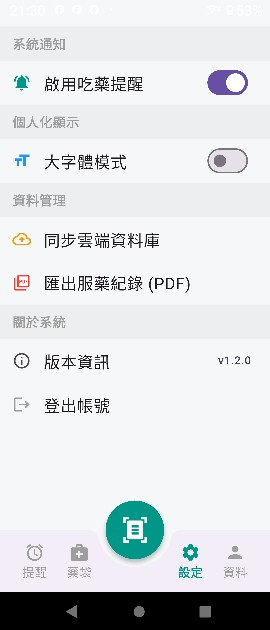 21:30
53%
系統通知
啟用吃藥提醒
個人化顯示
大字體模式
資料管理
同步雲端資料庫
匯出服藥紀錄 (PDF)
關於系統
版本資訊 v1.2.0
登出帳號
提醒 藥袋 設定 資料